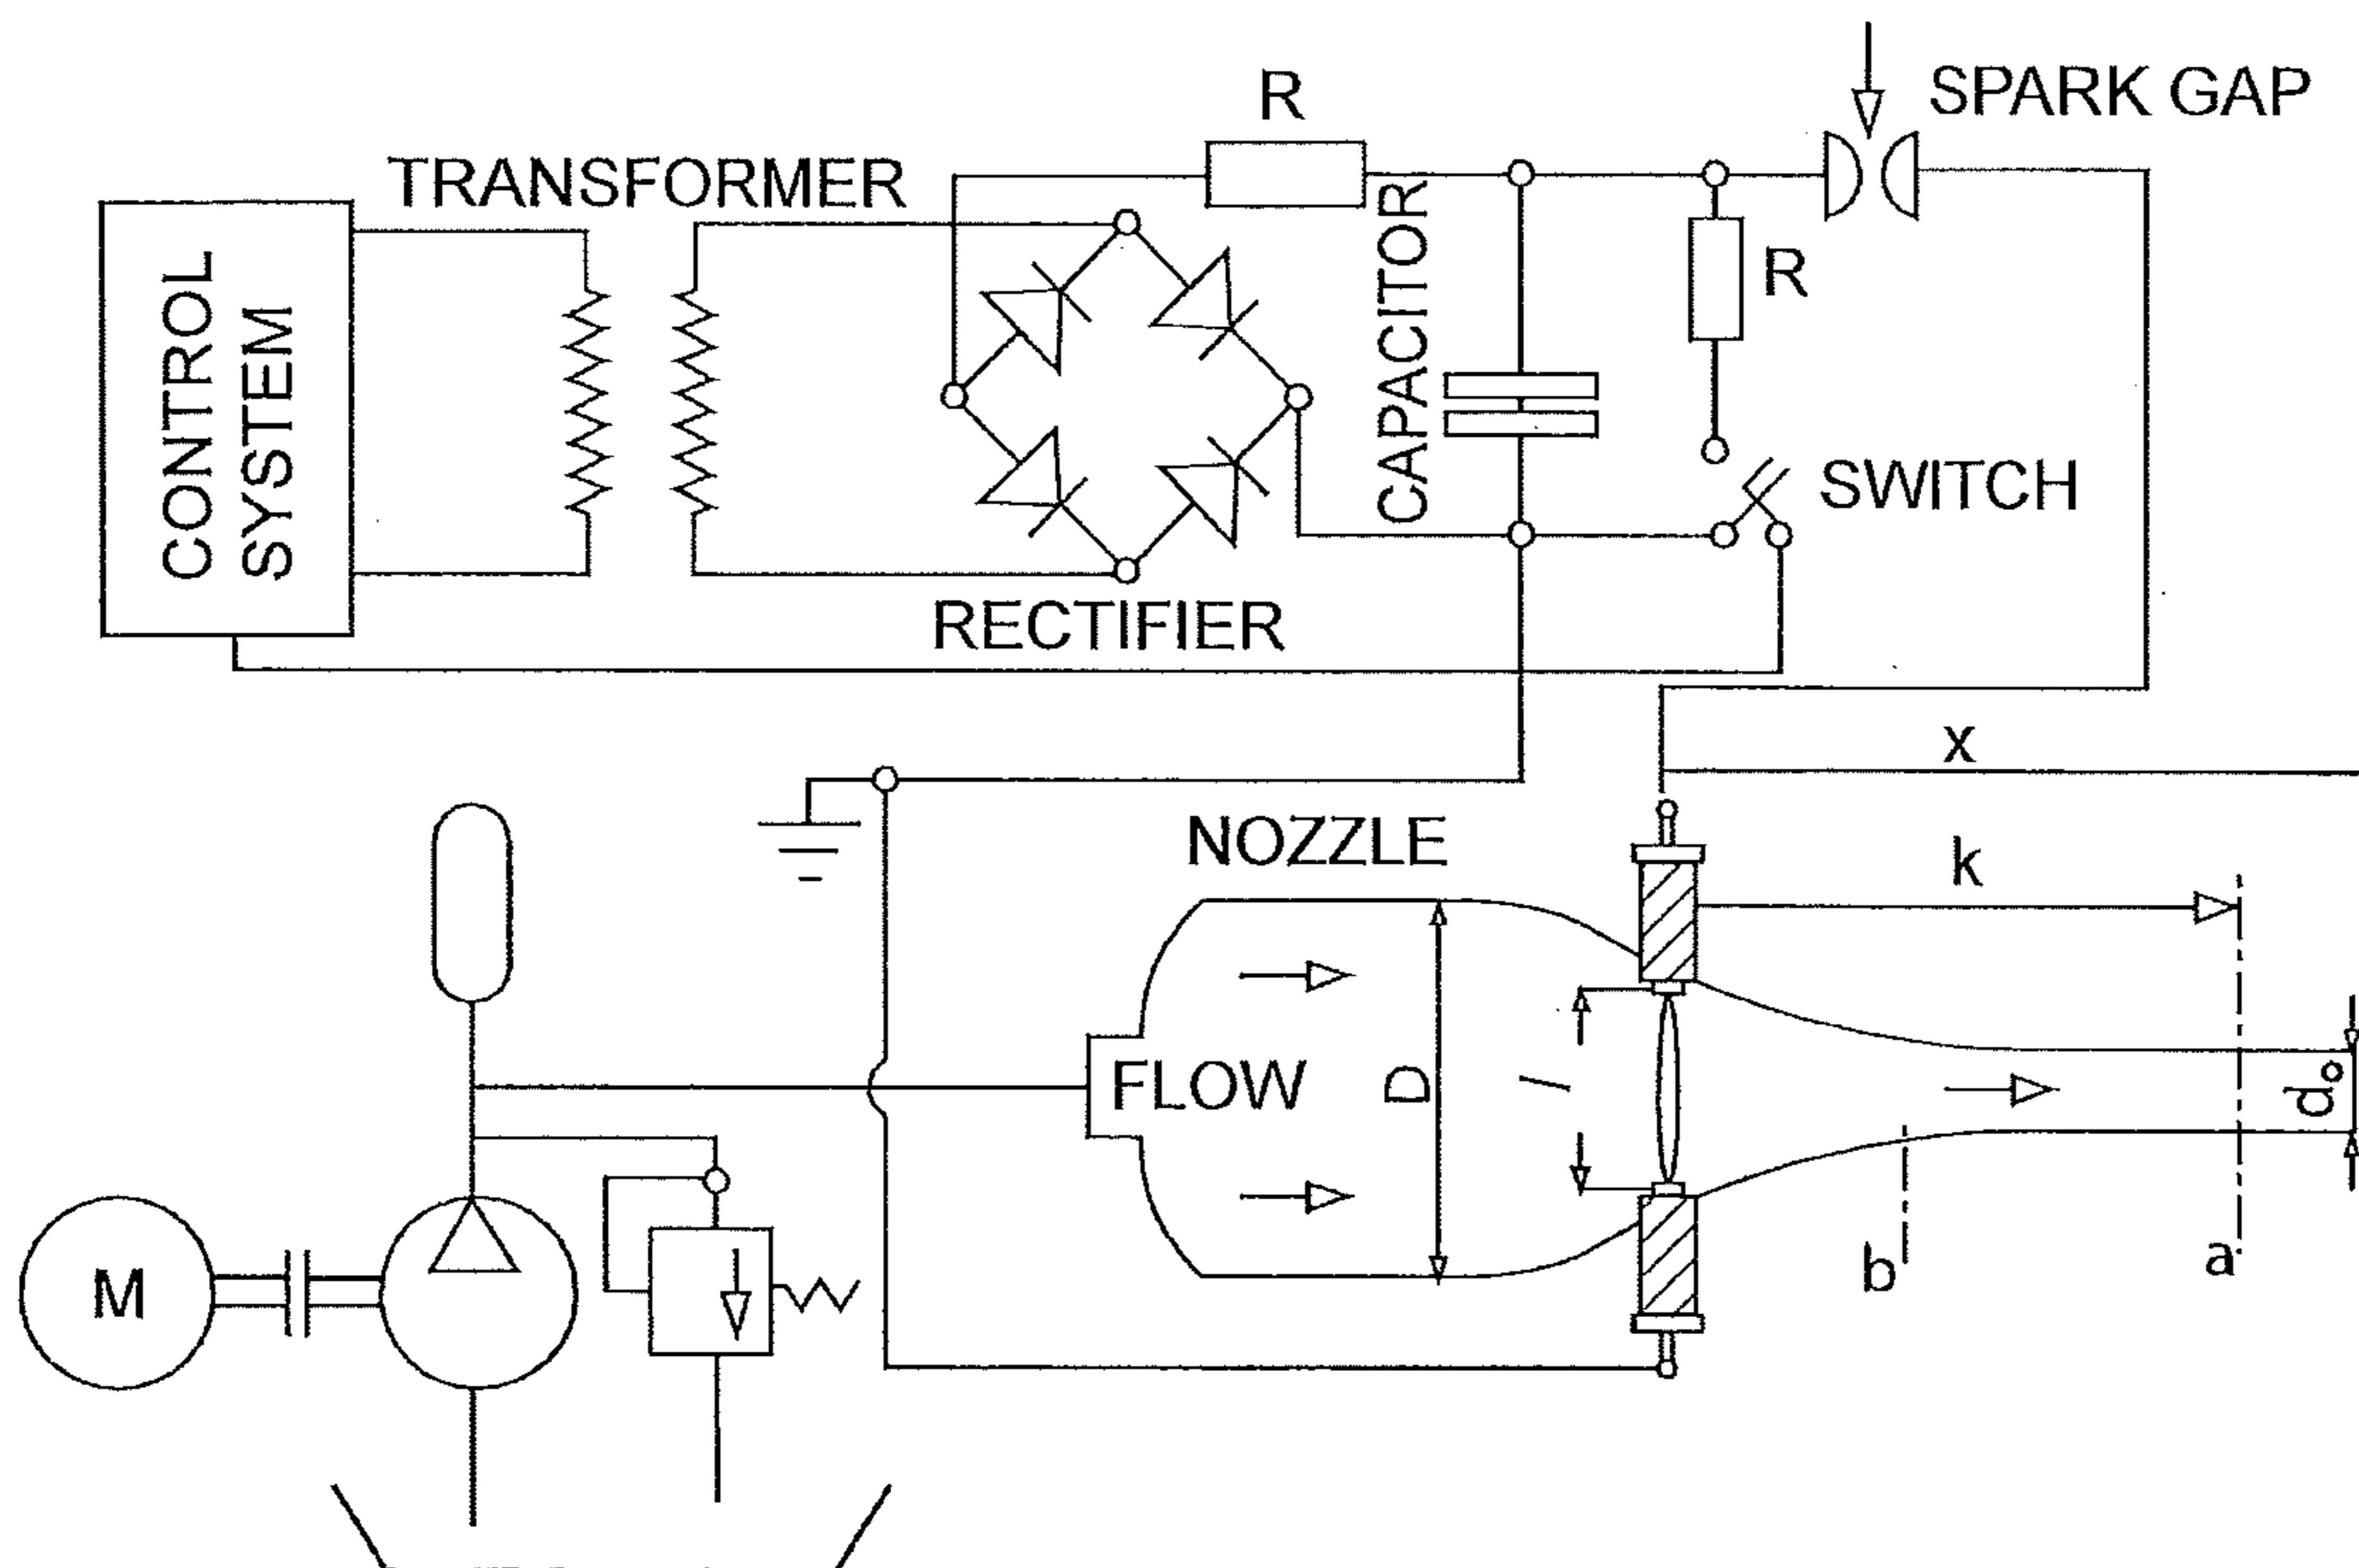 R
SPARK GAP
TRANSFORMER
CONTROL
SYSTEM
CAPACITOR
R
SWITCH
RECTIFIER
x
NOZZLE
k
FLOW
D
l
d₀
b
a
M